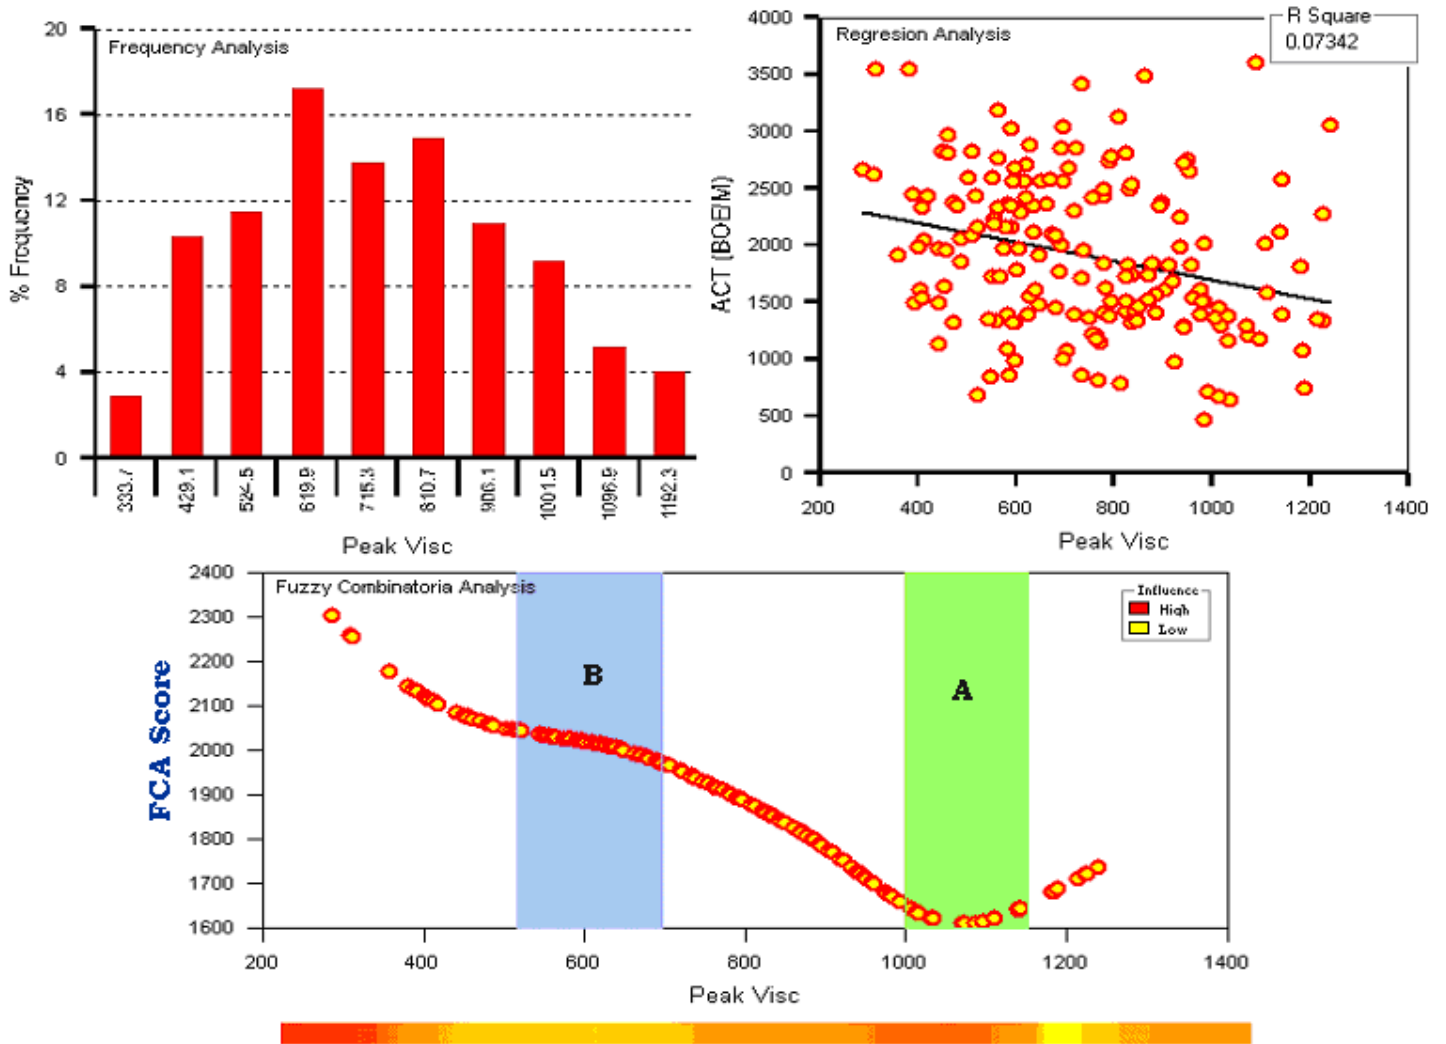 Frequency Analysis
% Frequency
20
16
12
8
4
0
333.7
429.1
524.5
619.9
715.3
810.7
906.1
1001.5
1096.9
1192.3
Peak Visc
Regresion Analysis
R Square
0.07342
ACT (BOE/M)
4000
3500
3000
2500
2000
1500
1000
500
0
200 400 600 800 1000 1200 1400
Peak Visc
Fuzzy Combinatoria Analysis
Influence
High
Low
B
A
FCA Score
2400
2300
2200
2100
2000
1900
1800
1700
1600
200 400 600 800 1000 1200 1400
Peak Visc